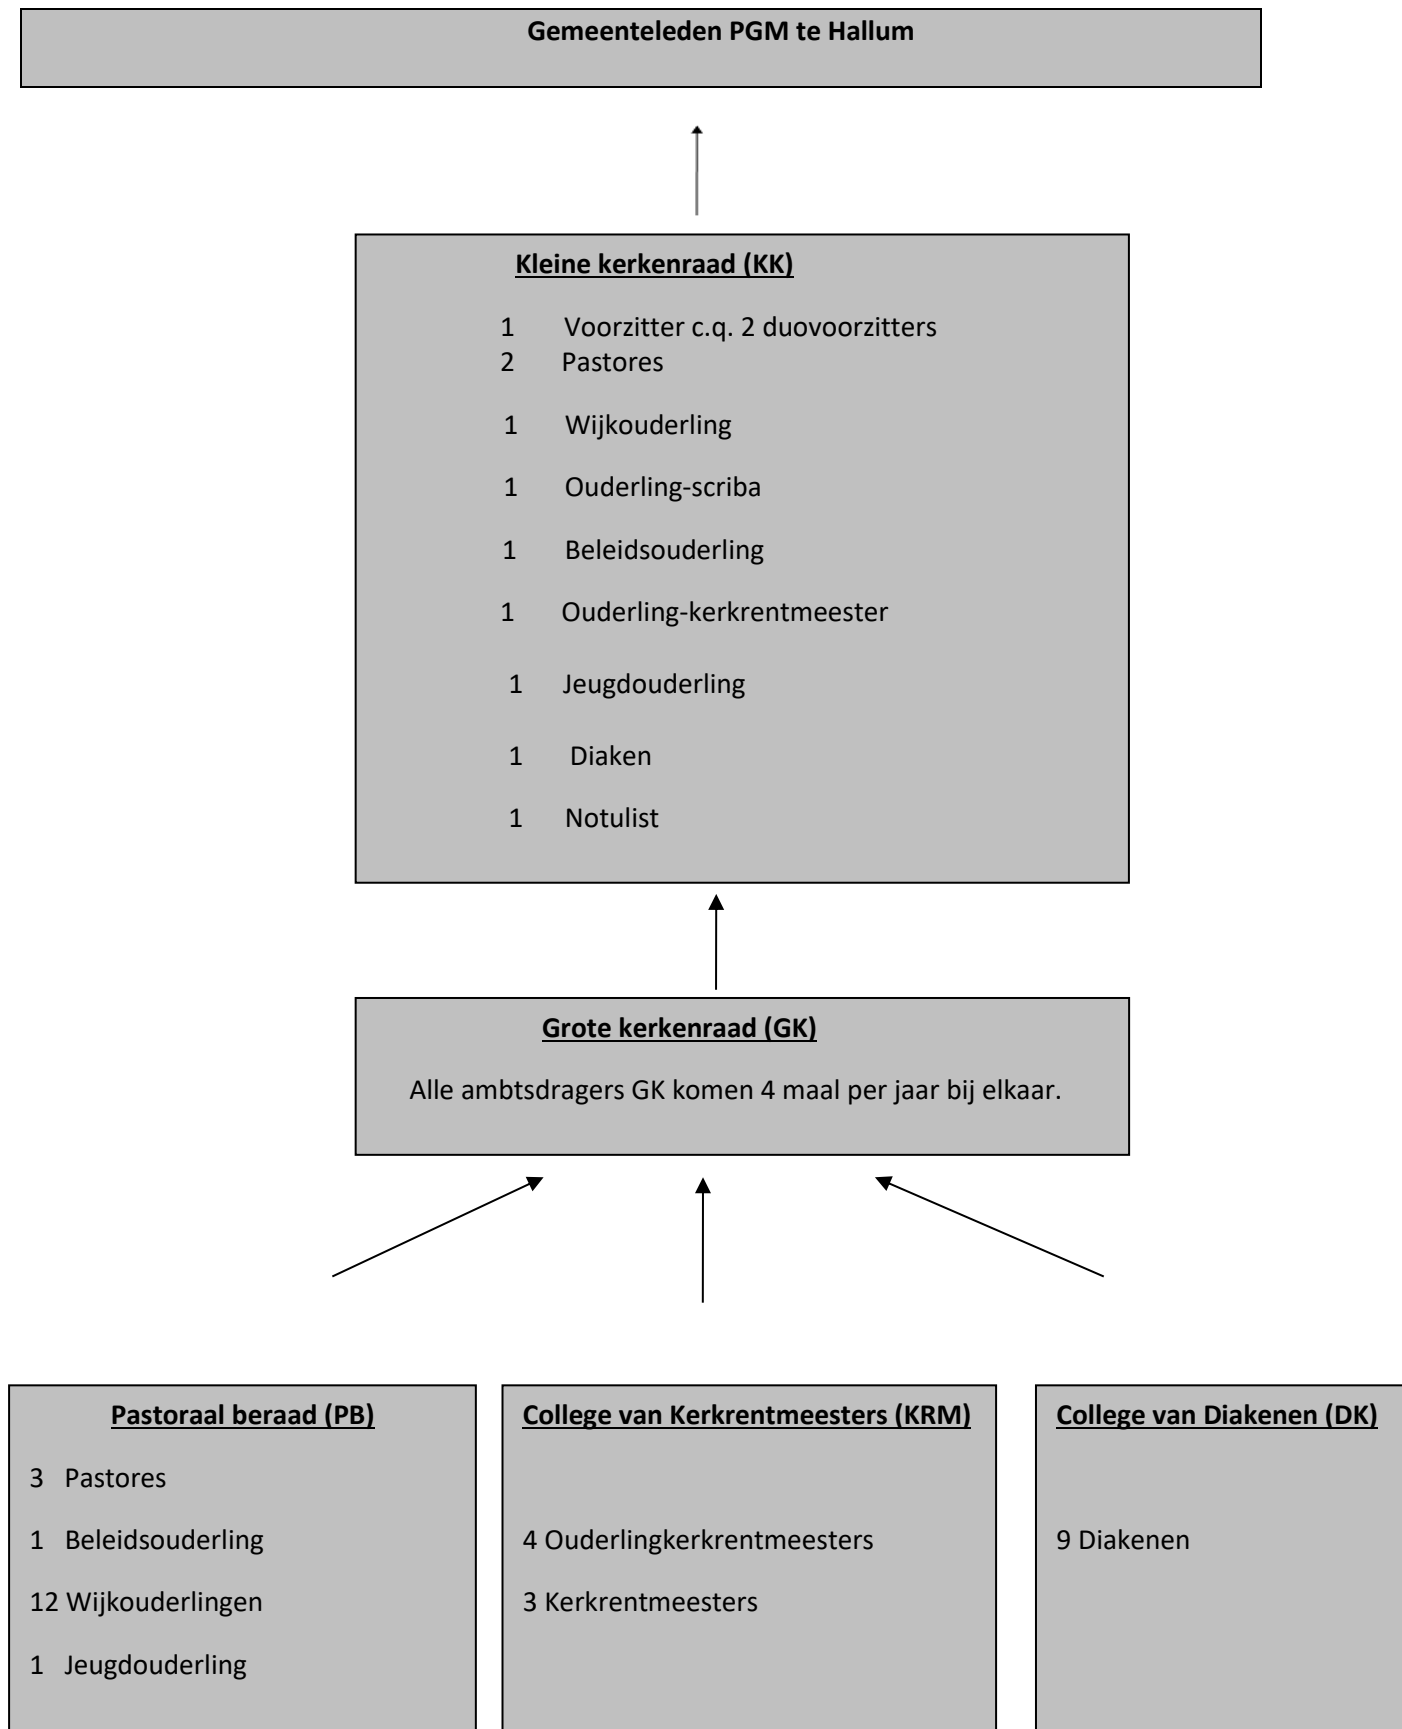 Gemeenteleden PGM te Hallum
Kleine kerkenraad (KK)
1 Voorzitter c.q. 2 duovoorzitters
2 Pastores
1 Wijkouderling
1 Ouderling-scriba
1 Beleidsouderling
1 Ouderling-kerkrentmeester
1 Jeugdouderling
1 Diaken
1 Notulist
Grote kerkenraad (GK)
Alle ambtsdragers GK komen 4 maal per jaar bij elkaar.
Pastoraal beraad (PB)
3 Pastores
1 Beleidsouderling
12 Wijkouderlingen
1 Jeugdouderling
College van Kerkrentmeesters (KRM)
4 Ouderlingkerkrentmeesters
3 Kerkrentmeesters
College van Diakenen (DK)
9 Diakenen